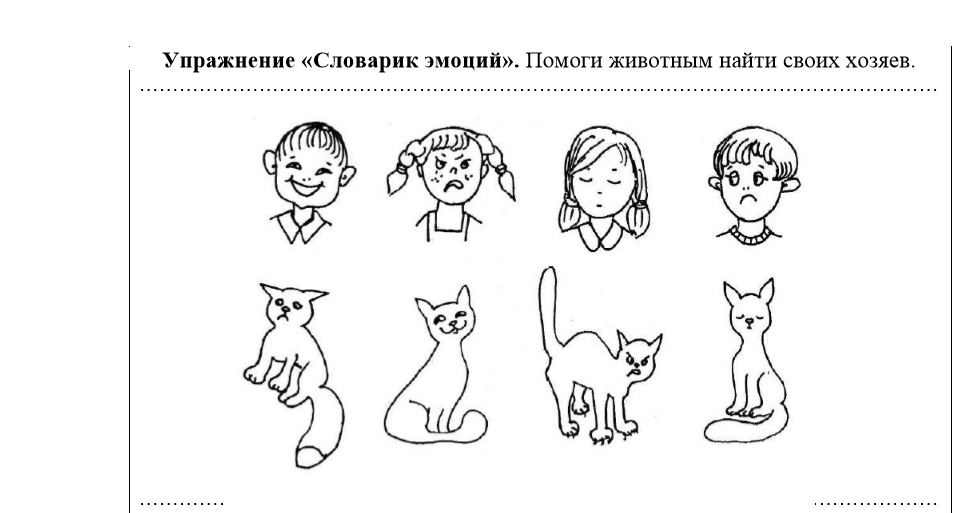 Упражнение «Словарик эмоций». Помоги животным найти своих хозяев.